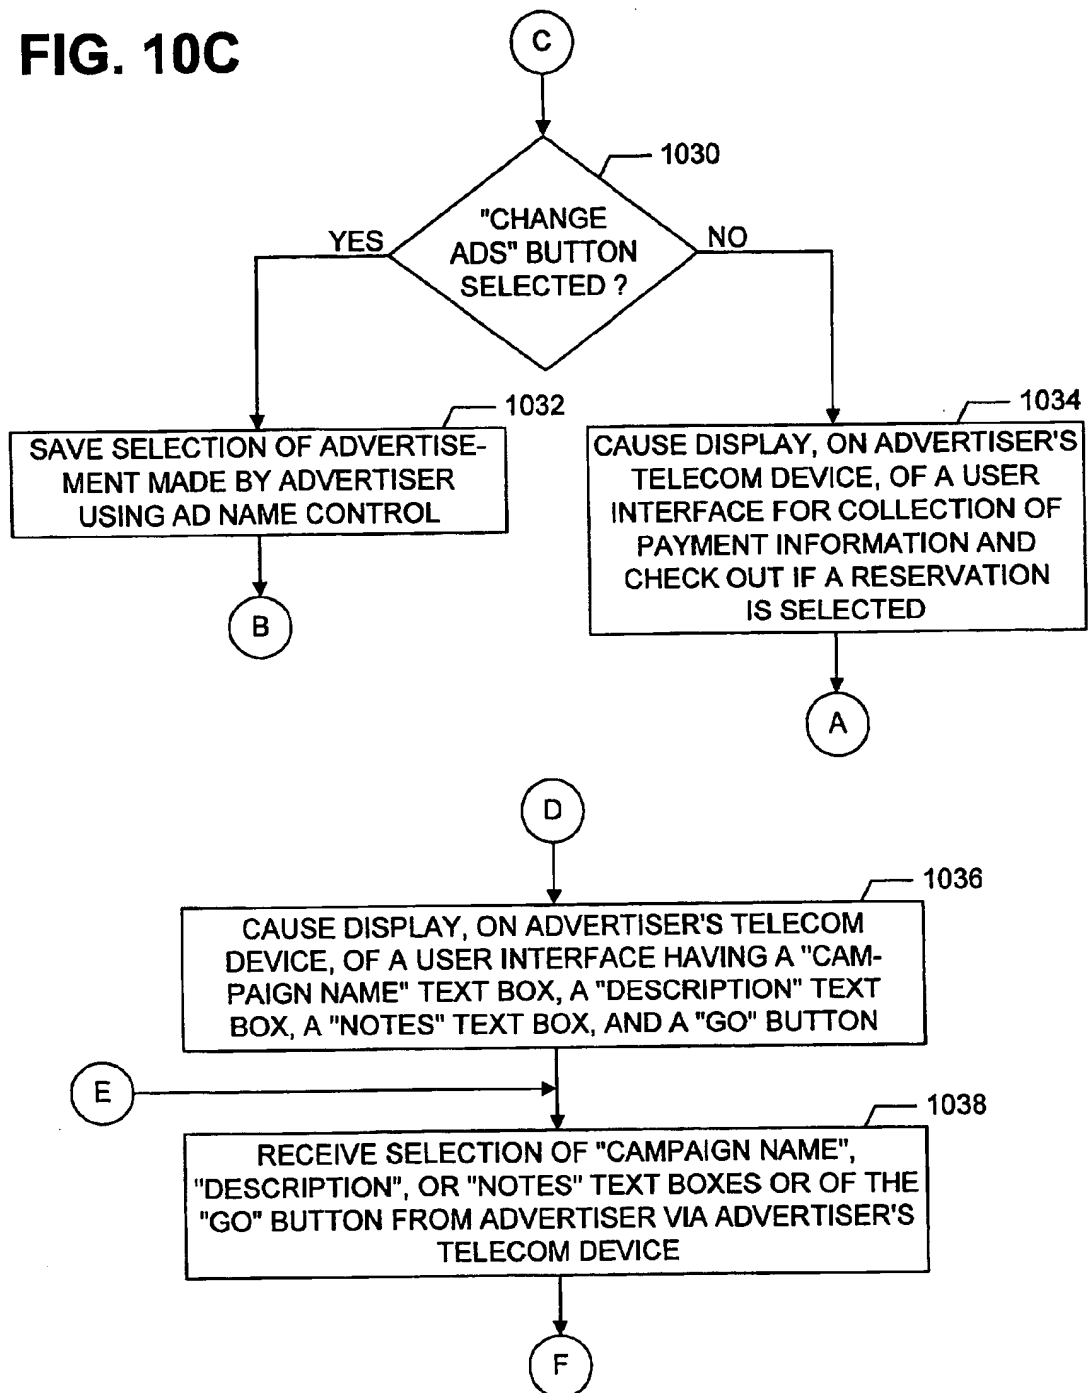 FIG. 10C
C
1030
"CHANGE
ADS" BUTTON
SELECTED ?
YES
NO
1032
SAVE SELECTION OF ADVERTISE-
MENT MADE BY ADVERTISER
USING AD NAME CONTROL
B
1034
CAUSE DISPLAY, ON ADVERTISER'S
TELECOM DEVICE, OF A USER
INTERFACE FOR COLLECTION OF
PAYMENT INFORMATION AND
CHECK OUT IF A RESERVATION
IS SELECTED
A
D
1036
CAUSE DISPLAY, ON ADVERTISER'S TELECOM
DEVICE, OF A USER INTERFACE HAVING A "CAM-
PAIGN NAME" TEXT BOX, A "DESCRIPTION" TEXT
BOX, A "NOTES" TEXT BOX, AND A "GO" BUTTON
E
1038
RECEIVE SELECTION OF "CAMPAIGN NAME",
"DESCRIPTION", OR "NOTES" TEXT BOXES OR OF THE
"GO" BUTTON FROM ADVERTISER VIA ADVERTISER'S
TELECOM DEVICE
F